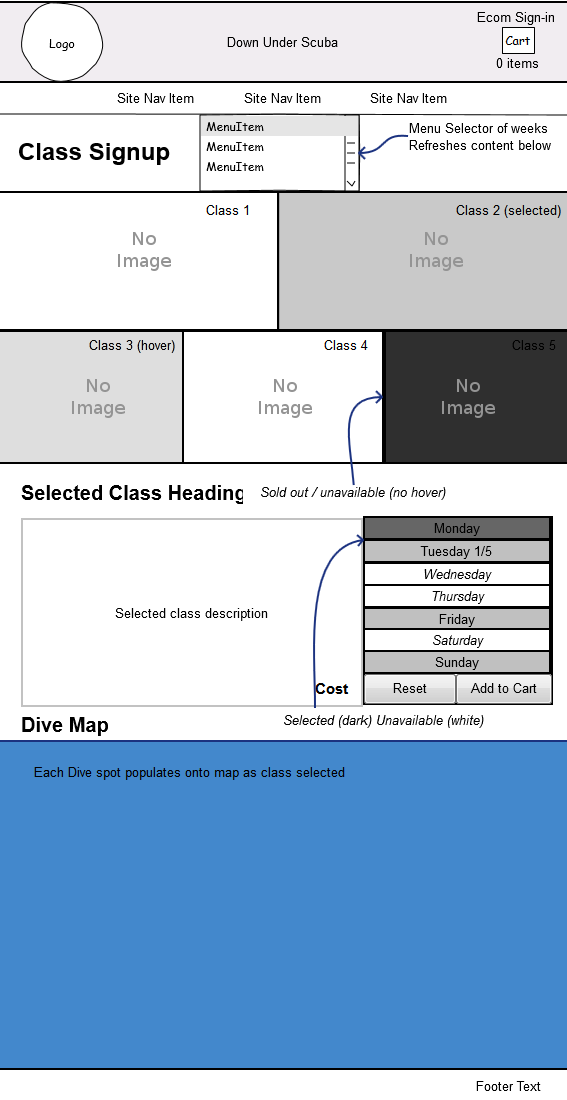 Ecom Sign-in
Logo
Down Under Scuba
Cart
0 items
Site Nav Item
Site Nav Item
Site Nav Item
Class Signup
MenuItem
MenuItem
MenuItem
Menu Selector of weeks
Refreshes content below
Class 1
No
Image
Class 2 (selected)
No
Image
Class 3 (hover)
No
Image
Class 4
No
Image
Class 5
No
Image
Selected Class Heading
Sold out / unavailable (no hover)
Selected class description
Cost
Monday
Tuesday 1/5
Wednesday
Thursday
Friday
Saturday
Sunday
Reset
Add to Cart
Selected (dark) Unavailable (white)
Dive Map
Each Dive spot populates onto map as class selected
Footer Text